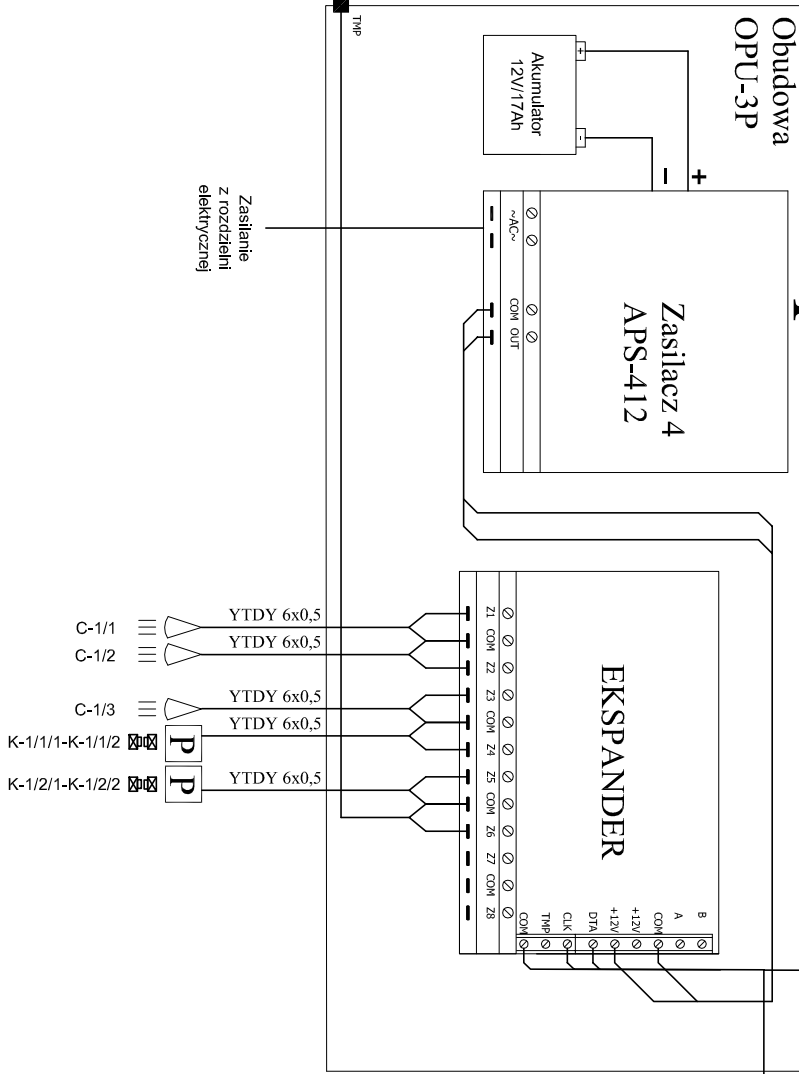 Obudowa
OPU-3P
TMP
Akumulator
12V/17Ah
+
-
+
-
Zasilacz 4
APS-412
~AC~
COM OUT
Zasilanie
z rozdzielni
elektrycznej
EKSPANDER
Z1
COM
Z2
Z3
COM
Z4
Z5
COM
Z6
Z7
COM
Z8
COM
TMP
CLK
DTA
+12V
+12V
COM
A
B
C-1/1
YTDY 6x0,5
C-1/2
YTDY 6x0,5
C-1/3
YTDY 6x0,5
K-1/1/1-K-1/1/2
P
YTDY 6x0,5
K-1/2/1-K-1/2/2
P
YTDY 6x0,5